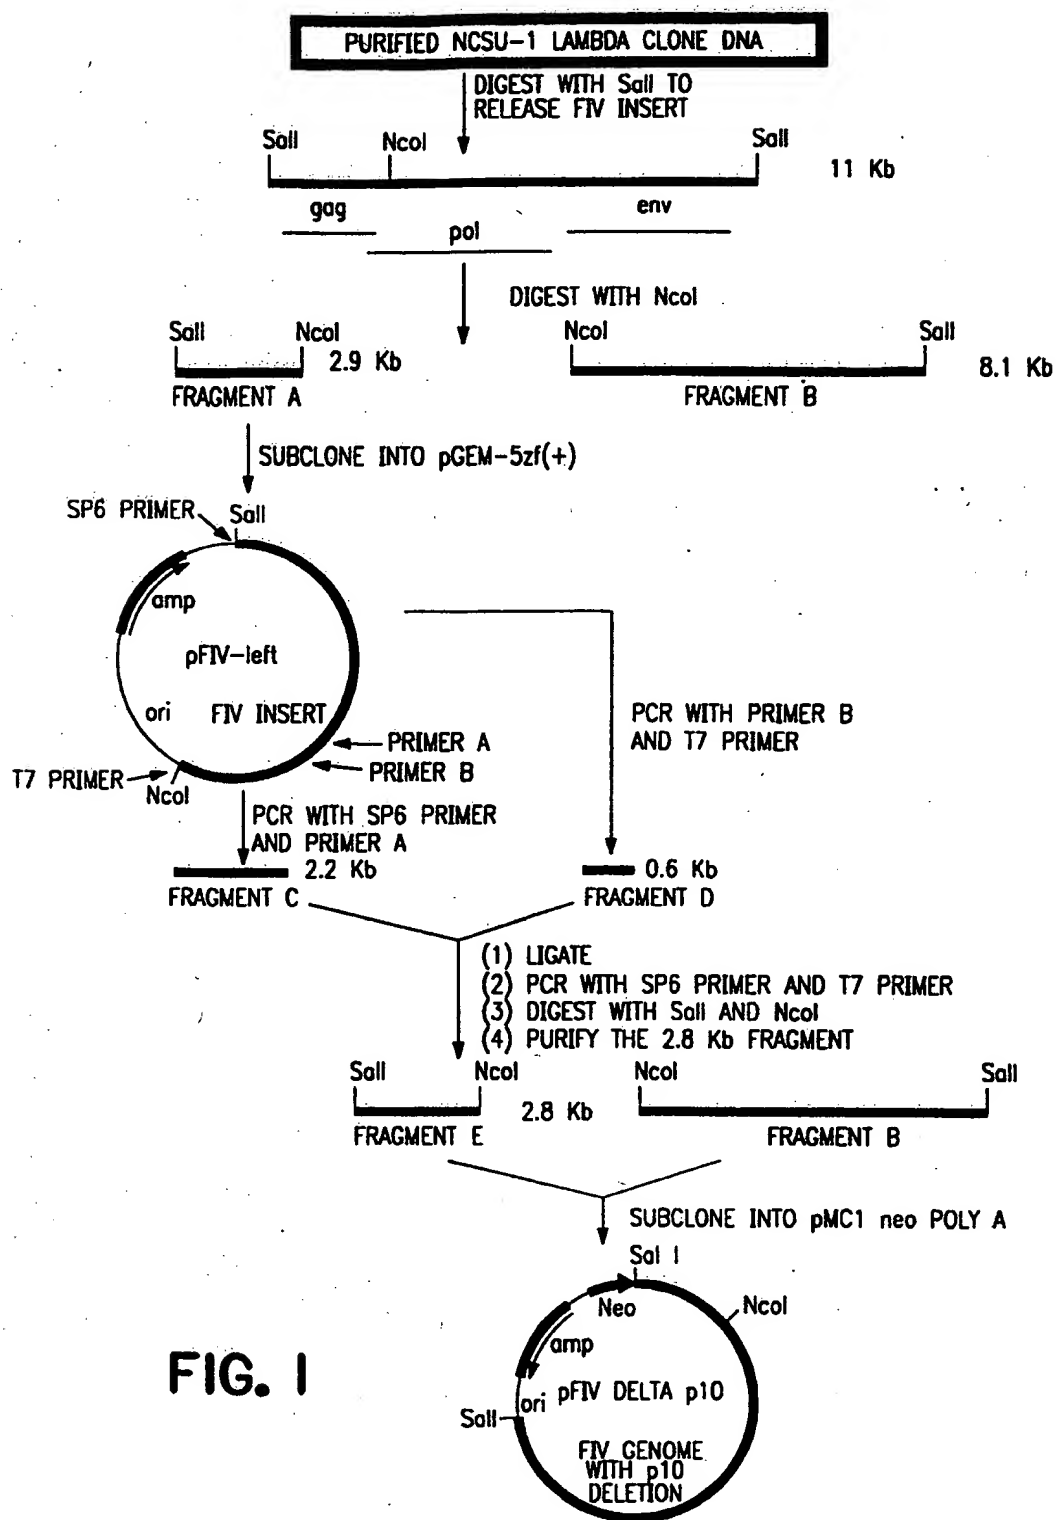 PURIFIED NCSU-1 LAMBDA CLONE DNA
DIGEST WITH SalI TO
RELEASE FIV INSERT
SalI
NcoI
SalI
11 Kb
gag
env
pol
DIGEST WITH NcoI
SalI
NcoI
2.9 Kb
NcoI
SalI
8.1 Kb
FRAGMENT A
FRAGMENT B
SUBCLONE INTO pGEM-5zf(+)
SP6 PRIMER
SalI
amp
pFIV-left
ori
FIV INSERT
PRIMER A
PRIMER B
T7 PRIMER
NcoI
PCR WITH PRIMER B
AND T7 PRIMER
PCR WITH SP6 PRIMER
AND PRIMER A
2.2 Kb
FRAGMENT C
0.6 Kb
FRAGMENT D
(1) LIGATE
(2) PCR WITH SP6 PRIMER AND T7 PRIMER
(3) DIGEST WITH SalI AND NcoI
(4) PURIFY THE 2.8 Kb FRAGMENT
SalI
NcoI
2.8 Kb
NcoI
SalI
FRAGMENT E
FRAGMENT B
SUBCLONE INTO pMC1 neo POLY A
Sal I
Neo
NcoI
amp
ori
pFIV DELTA p10
SalI
FIV GENOME
WITH p10
DELETION
FIG. 1